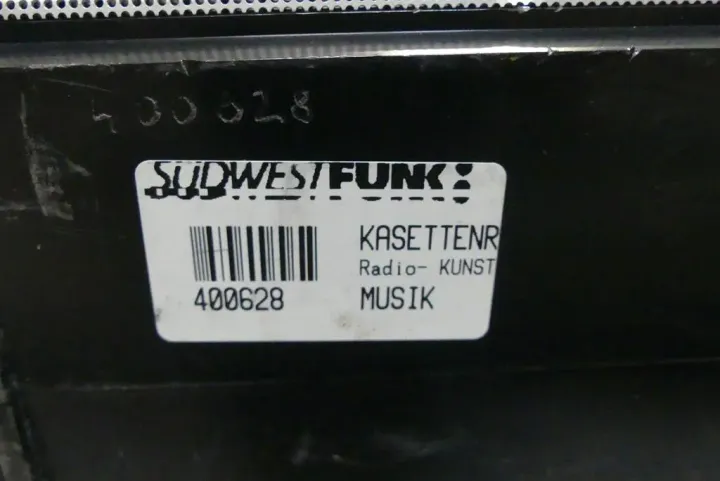 400628
SÜDWESTFUNK:
KASETTENR
Radio- KUNST
400628
MUSIK